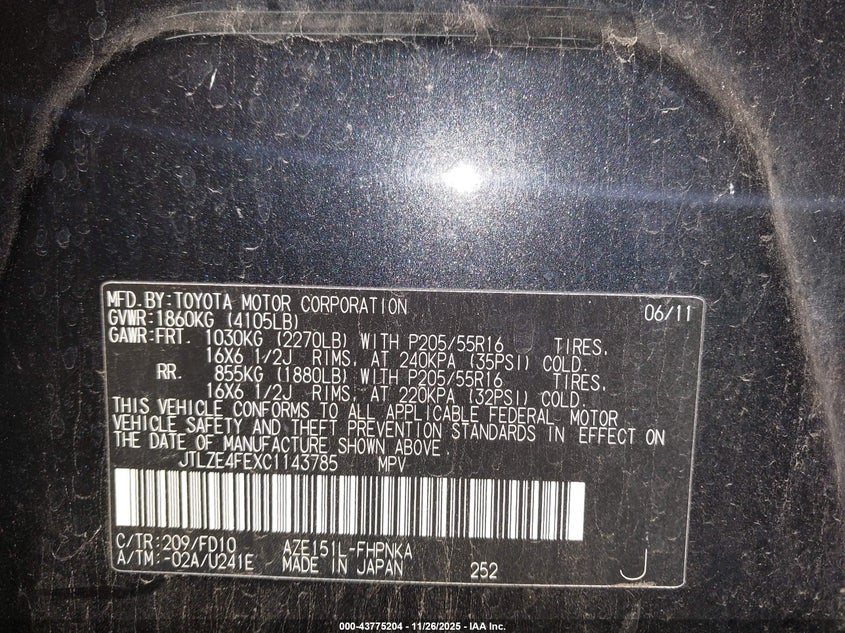 MFD.BY:TOYOTA MOTOR CORPORATION 06/11
GVWR:1860KG (4105LB)
GAWR:FRT. 1030KG (2270LB) WITH P205/55R16 TIRES,
16X6 1/2J RIMS, AT 240KPA (35PSI) COLD.
RR. 855KG (1880LB) WITH P205/55R16 TIRES,
16X6 1/2J RIMS, AT 220KPA (32PSI) COLD.
THIS VEHICLE CONFORMS TO ALL APPLICABLE FEDERAL MOTOR
VEHICLE SAFETY AND THEFT PREVENTION STANDARDS IN EFFECT ON
THE DATE OF MANUFACTURE SHOWN ABOVE.
JTLZE4FEXC1143785 MPV
C/TR:209/FD10 AZE151L-FHPNKA
A/TM:-02A/U241E MADE IN JAPAN 252 J
000-43775204 - 11/26/2025 - IAA Inc.